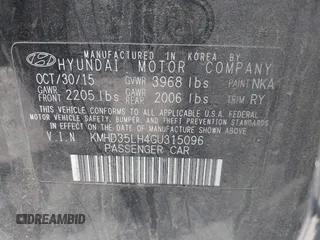 MANUFACTURED IN KOREA BY
HYUNDAI MOTOR COMPANY
OCT/30/15 GVWR 3968 lbs PAINT NKA
GAWR FRONT 2205 lbs GAWR REAR 2006 lbs TRIM RY
THIS VEHICLE CONFORMS TO ALL APPLICABLE
FEDERAL MOTOR VEHICLE SAFETY, BUMPER, AND
THEFT PREVENTION STANDARDS IN EFFECT ON THE
DATE OF MANUFACTURE SHOWN ABOVE, U.S.A. AND CANADA.
V.I.N KMHD35LH4GU315096
PASSENGER CAR
DREAMBID